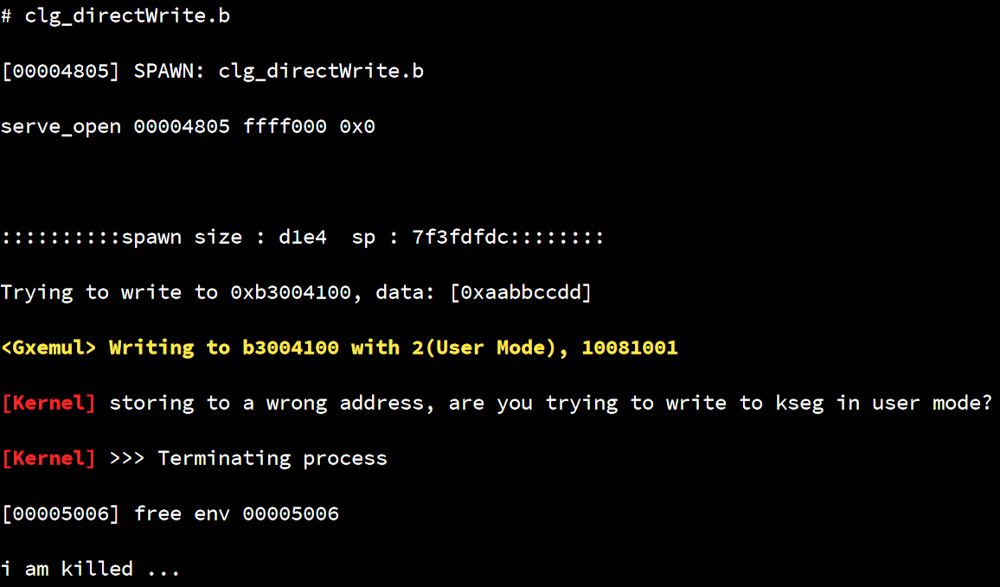 # clg_directWrite.b
[00004805] SPAWN: clg_directWrite.b
serve_open 00004805 ffff000 0x0
::::::::::spawn size : d1e4  sp : 7f3fdfdc::::::::
Trying to write to 0xb3004100, data: [0xaabbccdd]
<Gxemul> Writing to b3004100 with 2(User Mode), 10081001
[Kernel] storing to a wrong address, are you trying to write to kseg in user mode?
[Kernel] >>> Terminating process
[00005006] free env 00005006
i am killed ...